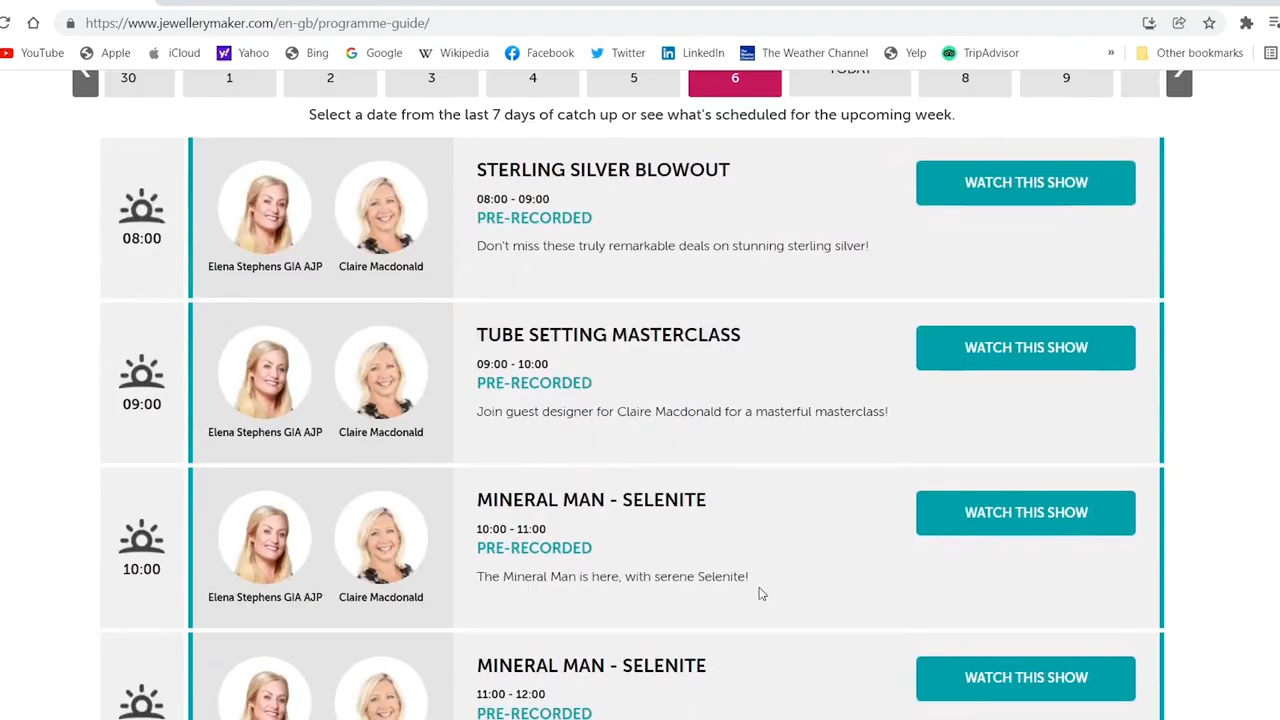 https://www.jewellerymaker.com/en-gb/programme-guide/
YouTube Apple iCloud Yahoo Bing Google Wikipedia Facebook Twitter LinkedIn The Weather Channel Yelp TripAdvisor » Other bookmarks
30 1 2 3 4 5 6 TODAY 8 9
Select a date from the last 7 days of catch up or see what's scheduled for the upcoming week.
08:00
Elena Stephens GIA AJP Claire Macdonald
STERLING SILVER BLOWOUT
08:00 - 09:00
PRE-RECORDED
Don't miss these truly remarkable deals on stunning sterling silver!
WATCH THIS SHOW
09:00
Elena Stephens GIA AJP Claire Macdonald
TUBE SETTING MASTERCLASS
09:00 - 10:00
PRE-RECORDED
Join guest designer for Claire Macdonald for a masterful masterclass!
WATCH THIS SHOW
10:00
Elena Stephens GIA AJP Claire Macdonald
MINERAL MAN - SELENITE
10:00 - 11:00
PRE-RECORDED
The Mineral Man is here, with serene Selenite!
WATCH THIS SHOW
MINERAL MAN - SELENITE
11:00 - 12:00
PRE-RECORDED
WATCH THIS SHOW